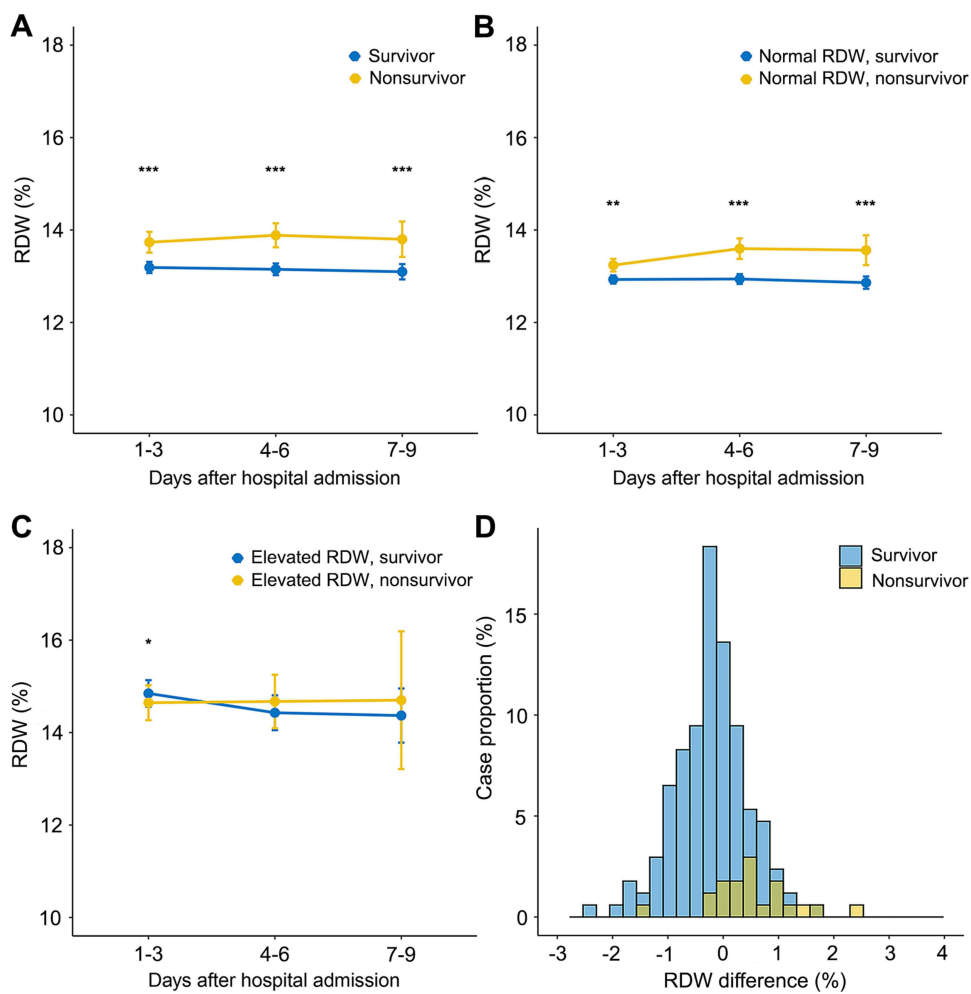 A
Survivor
Nonsurvivor
RDW (%)
18
16
14
12
10
***
***
***
1-3
4-6
7-9
Days after hospital admission
B
Normal RDW, survivor
Normal RDW, nonsurvivor
RDW (%)
18
16
14
12
10
**
***
***
1-3
4-6
7-9
Days after hospital admission
C
Elevated RDW, survivor
Elevated RDW, nonsurvivor
RDW (%)
18
16
14
12
10
*
1-3
4-6
7-9
Days after hospital admission
D
Survivor
Nonsurvivor
Case proportion (%)
15
10
5
0
-3
-2
-1
0
1
2
3
4
RDW difference (%)